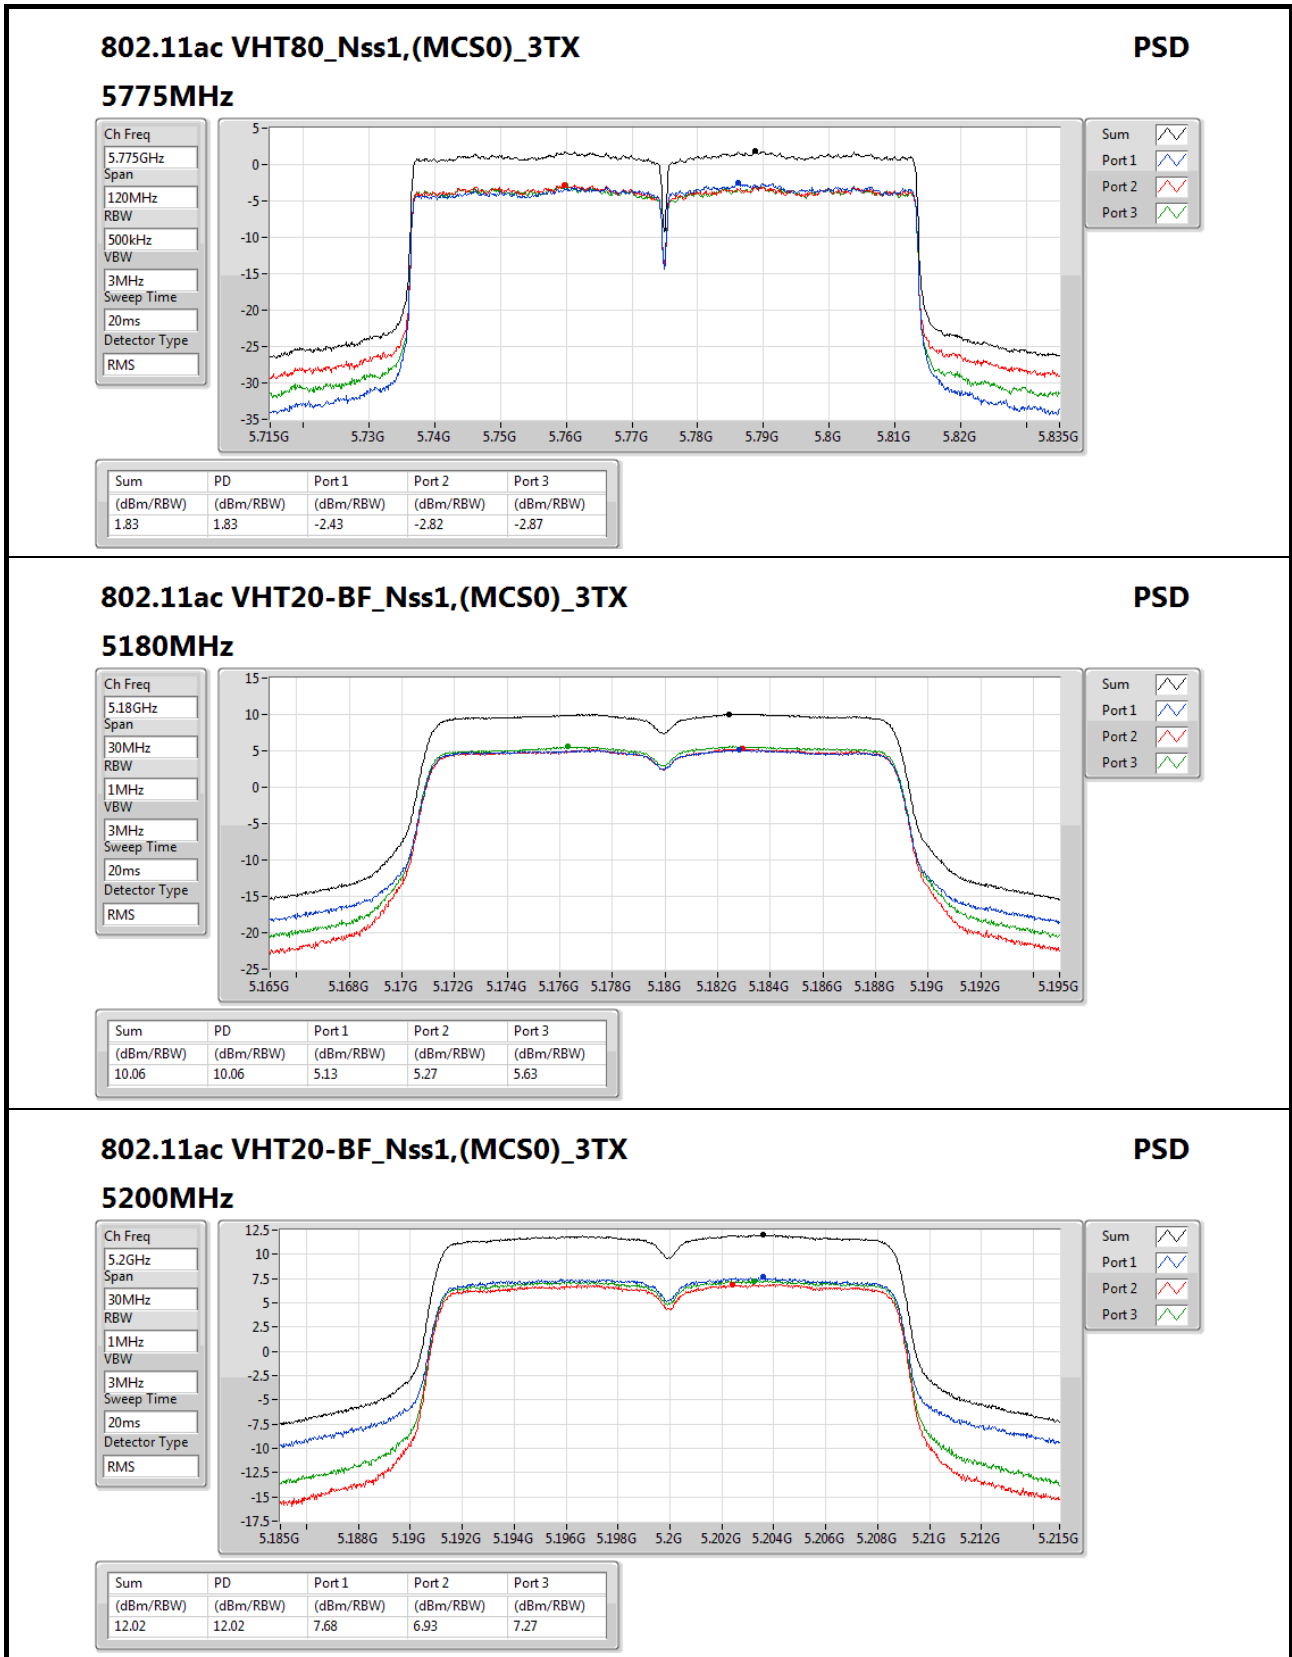 802.11ac VHT80_Nss1,(MCS0)_3TX PSD
5775MHz
Ch Freq
5.775GHz
Span
120MHz
RBW
500kHz
VBW
3MHz
Sweep Time
20ms
Detector Type
RMS
5
0
-5
-10
-15
-20
-25
-30
-35
5.715G 5.73G 5.74G 5.75G 5.76G 5.77G 5.78G 5.79G 5.8G 5.81G 5.82G 5.835G
Sum
Port 1
Port 2
Port 3
Sum PD Port 1 Port 2 Port 3
(dBm/RBW) (dBm/RBW) (dBm/RBW) (dBm/RBW) (dBm/RBW)
1.83 1.83 -2.43 -2.82 -2.87
802.11ac VHT20-BF_Nss1,(MCS0)_3TX PSD
5180MHz
Ch Freq
5.18GHz
Span
30MHz
RBW
1MHz
VBW
3MHz
Sweep Time
20ms
Detector Type
RMS
15
10
5
0
-5
-10
-15
-20
-25
5.165G 5.168G 5.17G 5.172G 5.174G 5.176G 5.178G 5.18G 5.182G 5.184G 5.186G 5.188G 5.19G 5.192G 5.195G
Sum
Port 1
Port 2
Port 3
Sum PD Port 1 Port 2 Port 3
(dBm/RBW) (dBm/RBW) (dBm/RBW) (dBm/RBW) (dBm/RBW)
10.06 10.06 5.13 5.27 5.63
802.11ac VHT20-BF_Nss1,(MCS0)_3TX PSD
5200MHz
Ch Freq
5.2GHz
Span
30MHz
RBW
1MHz
VBW
3MHz
Sweep Time
20ms
Detector Type
RMS
12.5
10
7.5
5
2.5
0
-2.5
-5
-7.5
-10
-12.5
-15
-17.5
5.185G 5.188G 5.19G 5.192G 5.194G 5.196G 5.198G 5.2G 5.202G 5.204G 5.206G 5.208G 5.21G 5.212G 5.215G
Sum
Port 1
Port 2
Port 3
Sum PD Port 1 Port 2 Port 3
(dBm/RBW) (dBm/RBW) (dBm/RBW) (dBm/RBW) (dBm/RBW)
12.02 12.02 7.68 6.93 7.27